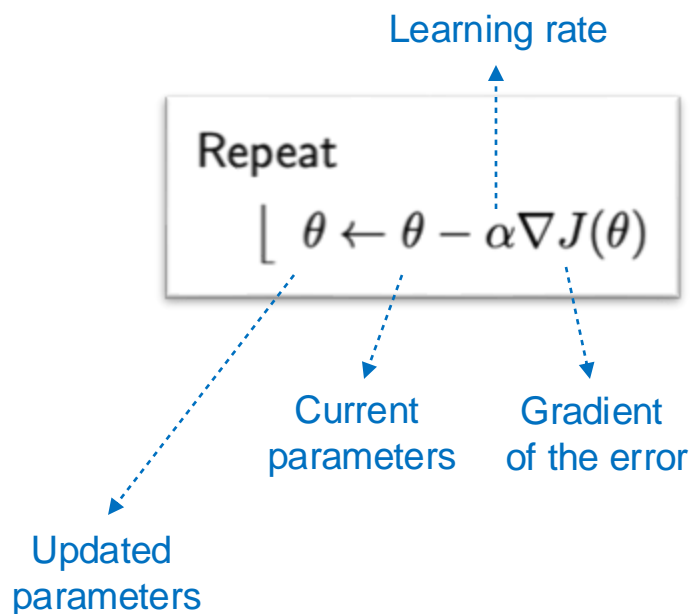 Learning rate
Repeat
θ ← θ − α∇J(θ)
Current
parameters
Gradient
of the error
Updated
parameters